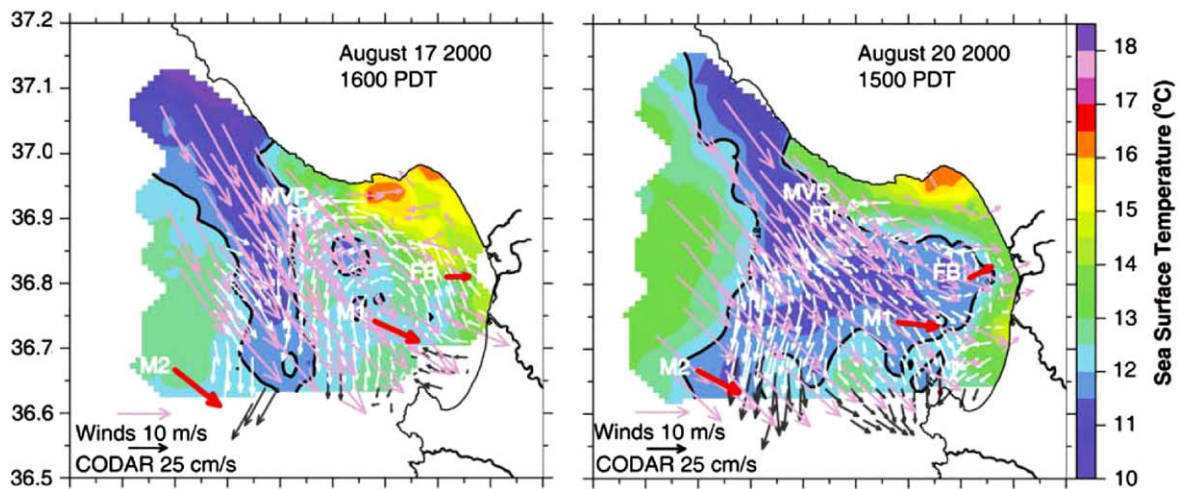 37.2
37.1
37.0
36.9
36.8
36.7
36.6
36.5
August 17 2000
1600 PDT
MVP
RT
FB
M1
M2
Winds 10 m/s
CODAR 25 cm/s
August 20 2000
1500 PDT
MVP
RT
FB
M1
M2
Winds 10 m/s
CODAR 25 cm/s
18
17
16
15
14
13
12
11
10
Sea Surface Temperature (°C)